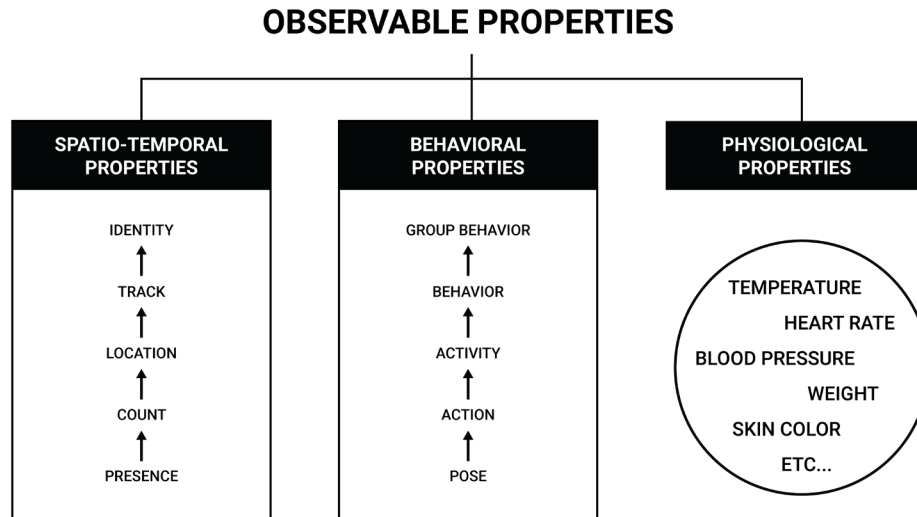 OBSERVABLE PROPERTIES
SPATIO-TEMPORAL
PROPERTIES
IDENTITY
TRACK
LOCATION
COUNT
PRESENCE
BEHAVIORAL
PROPERTIES
GROUP BEHAVIOR
BEHAVIOR
ACTIVITY
ACTION
POSE
PHYSIOLOGICAL
PROPERTIES
TEMPERATURE
HEART RATE
BLOOD PRESSURE
WEIGHT
SKIN COLOR
ETC...